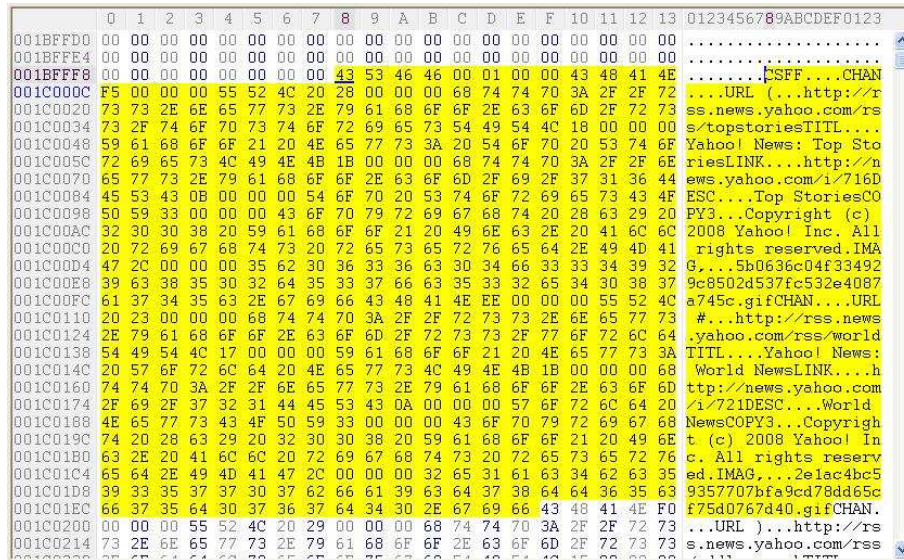 0 1 2 3 4 5 6 7 8 9 A B C D E F 10 11 12 13 0123456789ABCDEF0123
001BFFD0 00 00 00 00 00 00 00 00 00 00 00 00 00 00 00 00 00 00 00 00 ....................
001BFFE4 00 00 00 00 00 00 00 00 00 00 00 00 00 00 00 00 00 00 00 00 ....................
001BFFF8 00 00 00 00 00 00 00 00 43 53 46 46 00 01 00 00 43 48 41 4E ........CSFF....CHAN
001C000C F5 00 00 00 55 52 4C 20 28 00 00 00 68 74 74 70 3A 2F 2F 72 ....URL (...http://r
001C0020 73 73 2E 6E 65 77 73 2E 79 61 68 6F 6F 2E 63 6F 6D 2F 72 73 ss.news.yahoo.com/rs
001C0034 73 2F 74 6F 70 73 74 6F 72 69 65 73 54 49 54 4C 18 00 00 00 s/topstoriesTITL....
001C0048 59 61 68 6F 6F 21 20 4E 65 77 73 3A 20 54 6F 70 20 53 74 6F Yahoo! News: Top Sto
001C005C 72 69 65 73 4C 49 4E 4B 1B 00 00 00 68 74 74 70 3A 2F 2F 6E riesLINK....http://n
001C0070 65 77 73 2E 79 61 68 6F 6F 2E 63 6F 6D 2F 69 2F 37 31 36 44 ews.yahoo.com/i/716D
001C0084 45 53 43 0B 00 00 00 54 6F 70 20 53 74 6F 72 69 65 73 43 4F ESC....Top StoriesCO
001C0098 50 59 33 00 00 00 43 6F 70 79 72 69 67 68 74 20 28 63 29 20 PY3...Copyright (c) 
001C00AC 32 30 30 38 20 59 61 68 6F 6F 21 20 49 6E 63 2E 20 41 6C 6C 2008 Yahoo! Inc. All
001C00C0 20 72 69 67 68 74 73 20 72 65 73 65 72 76 65 64 2E 49 4D 41  rights reserved.IMA
001C00D4 47 2C 00 00 00 35 62 30 36 33 36 63 30 34 66 33 33 34 39 32 G,...5b0636c04f33492
001C00E8 39 63 38 35 30 32 64 35 33 37 66 63 35 33 32 65 34 30 38 37 9c8502d537fc532e4087
001C00FC 61 37 34 35 63 2E 67 69 66 43 48 41 4E EE 00 00 00 55 52 4C a745c.gifCHAN....URL
001C0110 20 23 00 00 00 68 74 74 70 3A 2F 2F 72 73 73 2E 6E 65 77 73  #...http://rss.news
001C0124 2E 79 61 68 6F 6F 2E 63 6F 6D 2F 72 73 73 2F 77 6F 72 6C 64 .yahoo.com/rss/world
001C0138 54 49 54 4C 17 00 00 00 59 61 68 6F 6F 21 20 4E 65 77 73 3A TITL....Yahoo! News:
001C014C 20 57 6F 72 6C 64 20 4E 65 77 73 4C 49 4E 4B 1B 00 00 00 68  World NewsLINK....h
001C0160 74 74 70 3A 2F 2F 6E 65 77 73 2E 79 61 68 6F 6F 2E 63 6F 6D ttp://news.yahoo.com
001C0174 2F 69 2F 37 32 31 44 45 53 43 0A 00 00 00 57 6F 72 6C 64 20 /i/721DESC....World 
001C0188 4E 65 77 73 43 4F 50 59 33 00 00 00 43 6F 70 79 72 69 67 68 NewsCOPY3...Copyrigh
001C019C 74 20 28 63 29 20 32 30 30 38 20 59 61 68 6F 6F 21 20 49 6E t (c) 2008 Yahoo! In
001C01B0 63 2E 20 41 6C 6C 20 72 69 67 68 74 73 20 72 65 73 65 72 76 c. All rights reserv
001C01C4 65 64 2E 49 4D 41 47 2C 00 00 00 32 65 31 61 63 34 62 63 35 ed.IMAG,...2e1ac4bc5
001C01D8 39 33 35 37 37 30 37 62 66 61 39 63 64 37 38 64 64 36 35 63 9357707bfa9cd78dd65c
001C01EC 66 37 35 64 30 37 36 37 64 34 30 2E 67 69 66 43 48 41 4E F0 f75d0767d40.gifCHAN.
001C0200 00 00 00 55 52 4C 20 29 00 00 00 68 74 74 70 3A 2F 2F 72 73 ...URL )...http://rs
001C0214 73 2E 6E 65 77 73 2E 79 61 68 6F 6F 2E 63 6F 6D 2F 72 73 73 s.news.yahoo.com/rss